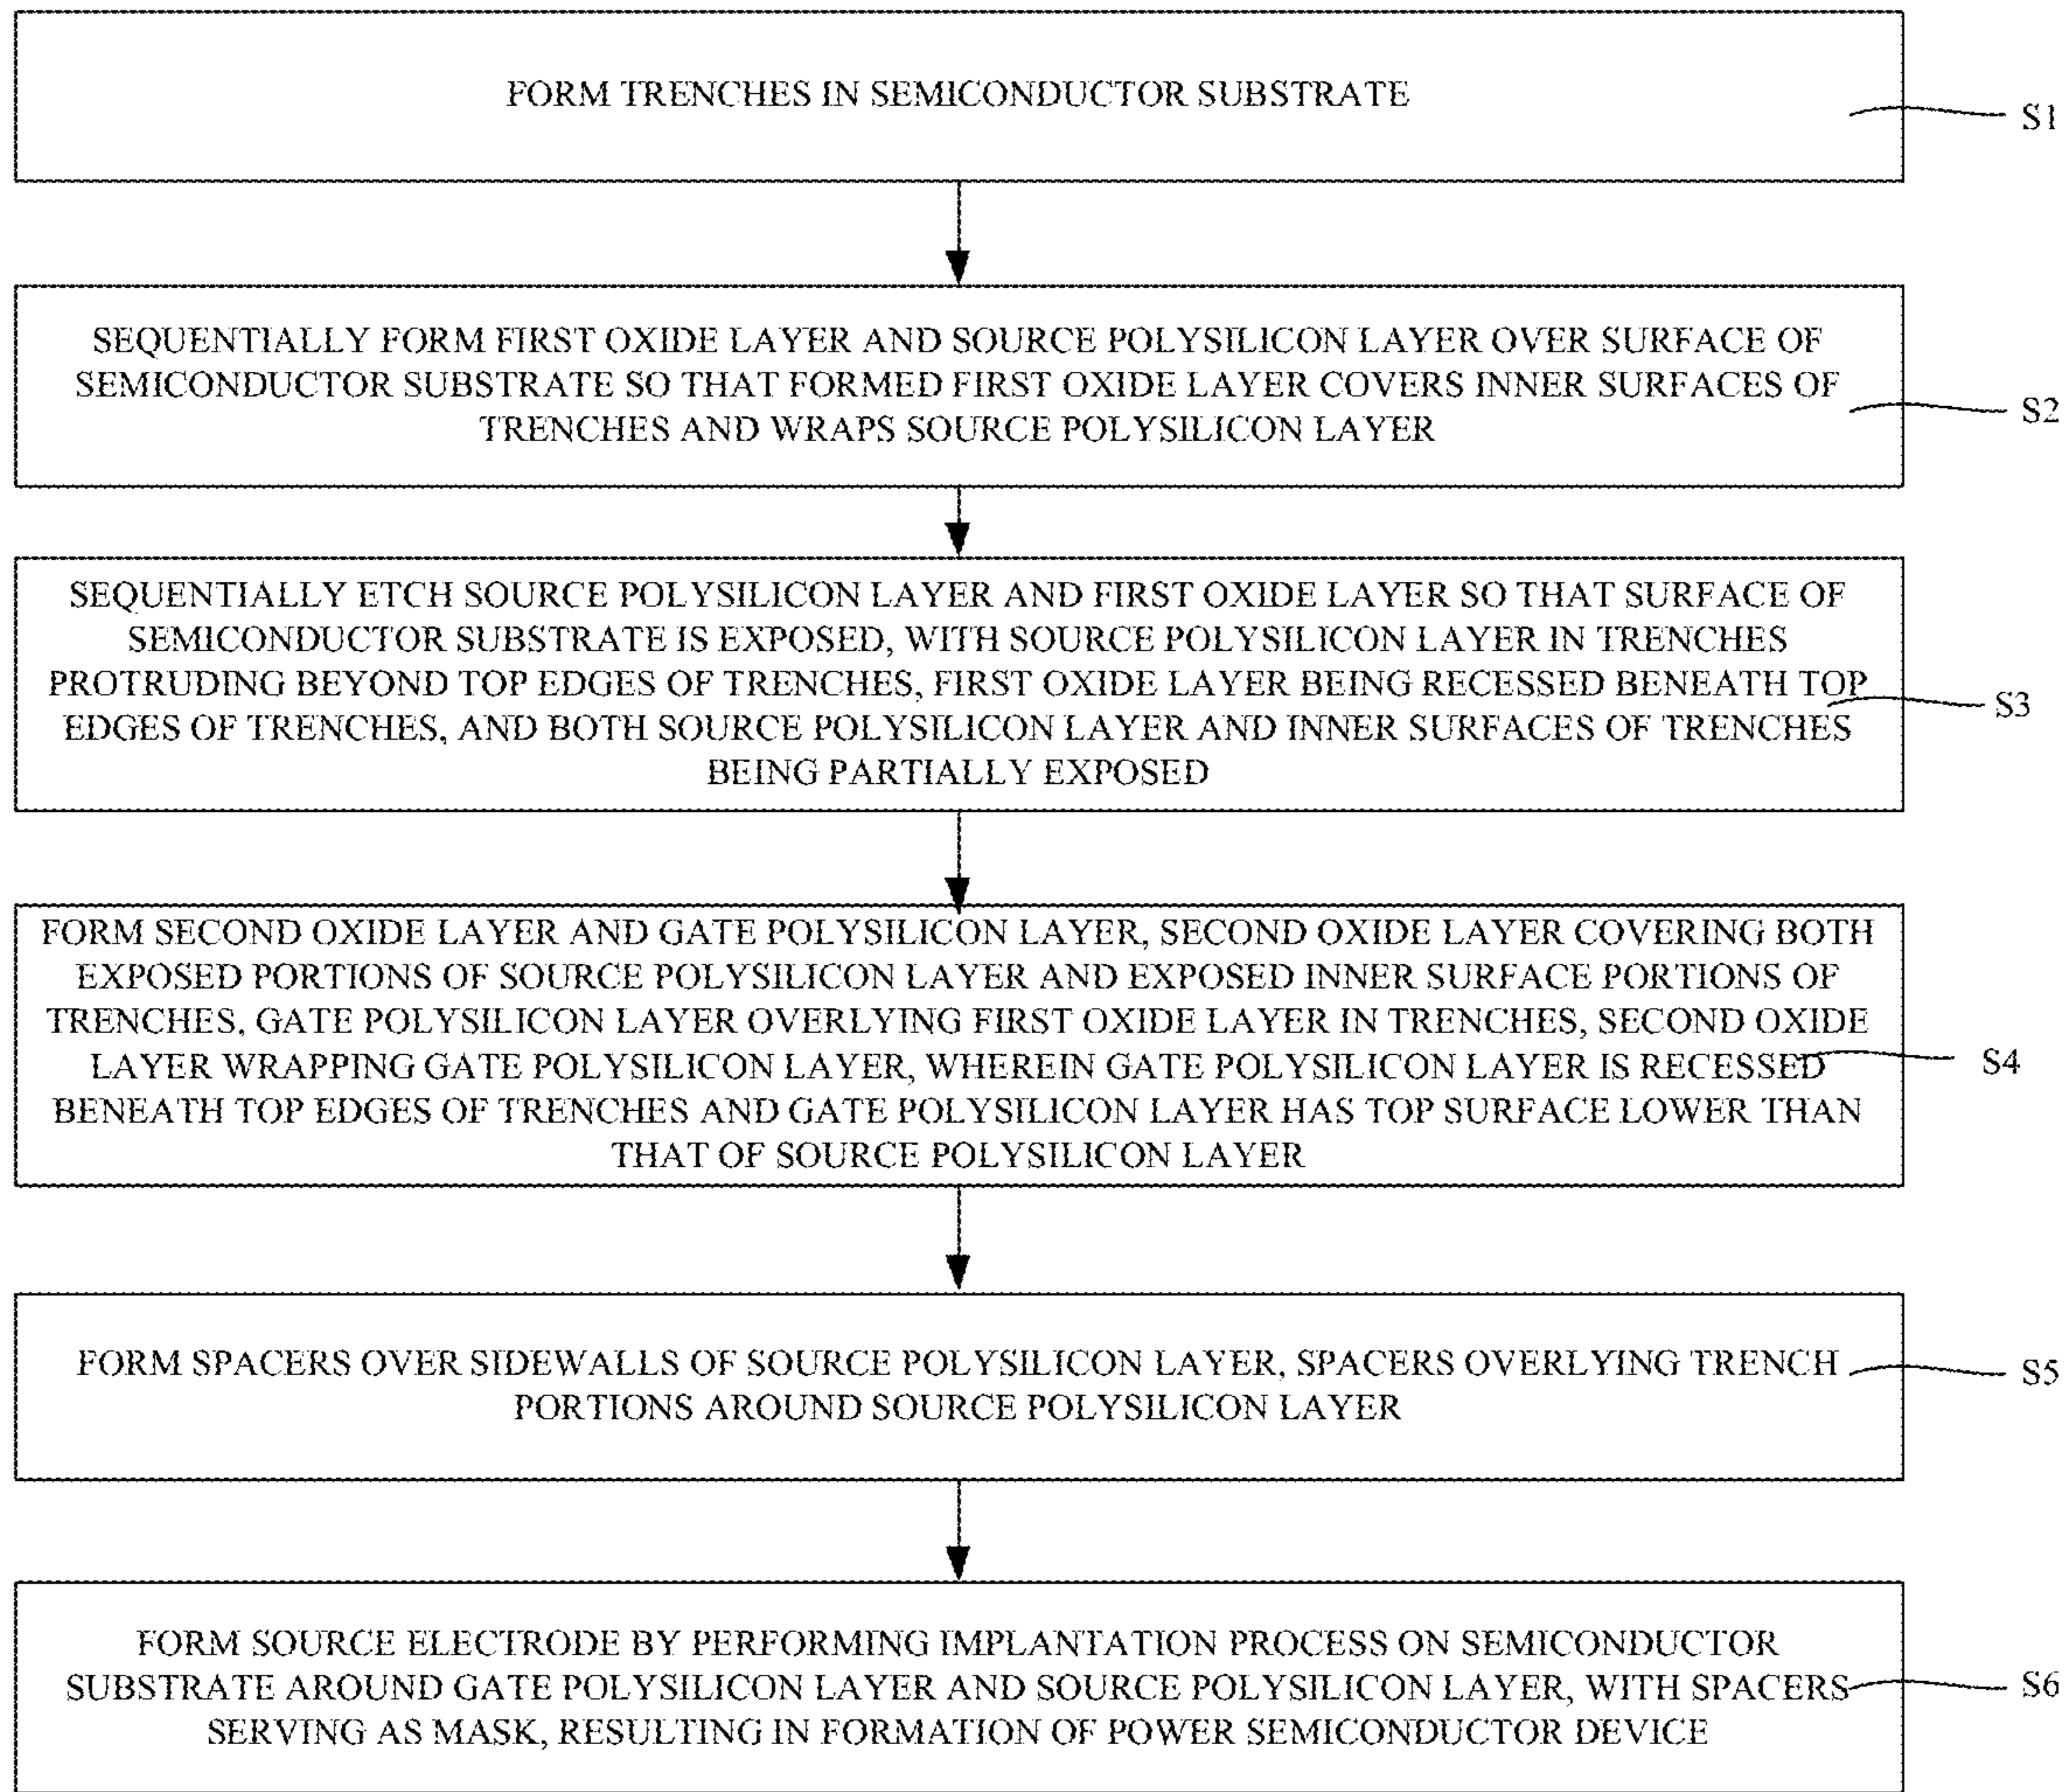 FORM TRENCHES IN SEMICONDUCTOR SUBSTRATE
S1
SEQUENTIALLY FORM FIRST OXIDE LAYER AND SOURCE POLYSILICON LAYER OVER SURFACE OF
SEMICONDUCTOR SUBSTRATE SO THAT FORMED FIRST OXIDE LAYER COVERS INNER SURFACES OF
TRENCHES AND WRAPS SOURCE POLYSILICON LAYER
S2
SEQUENTIALLY ETCH SOURCE POLYSILICON LAYER AND FIRST OXIDE LAYER SO THAT SURFACE OF
SEMICONDUCTOR SUBSTRATE IS EXPOSED, WITH SOURCE POLYSILICON LAYER IN TRENCHES
PROTRUDING BEYOND TOP EDGES OF TRENCHES, FIRST OXIDE LAYER BEING RECESSED BENEATH TOP
EDGES OF TRENCHES, AND BOTH SOURCE POLYSILICON LAYER AND INNER SURFACES OF TRENCHES
BEING PARTIALLY EXPOSED
S3
FORM SECOND OXIDE LAYER AND GATE POLYSILICON LAYER, SECOND OXIDE LAYER COVERING BOTH
EXPOSED PORTIONS OF SOURCE POLYSILICON LAYER AND EXPOSED INNER SURFACE PORTIONS OF
TRENCHES, GATE POLYSILICON LAYER OVERLYING FIRST OXIDE LAYER IN TRENCHES, SECOND OXIDE
LAYER WRAPPING GATE POLYSILICON LAYER, WHEREIN GATE POLYSILICON LAYER IS RECESSED
BENEATH TOP EDGES OF TRENCHES AND GATE POLYSILICON LAYER HAS TOP SURFACE LOWER THAN
THAT OF SOURCE POLYSILICON LAYER
S4
FORM SPACERS OVER SIDEWALLS OF SOURCE POLYSILICON LAYER, SPACERS OVERLYING TRENCH
PORTIONS AROUND SOURCE POLYSILICON LAYER
S5
FORM SOURCE ELECTRODE BY PERFORMING IMPLANTATION PROCESS ON SEMICONDUCTOR
SUBSTRATE AROUND GATE POLYSILICON LAYER AND SOURCE POLYSILICON LAYER, WITH SPACERS
SERVING AS MASK, RESULTING IN FORMATION OF POWER SEMICONDUCTOR DEVICE
S6